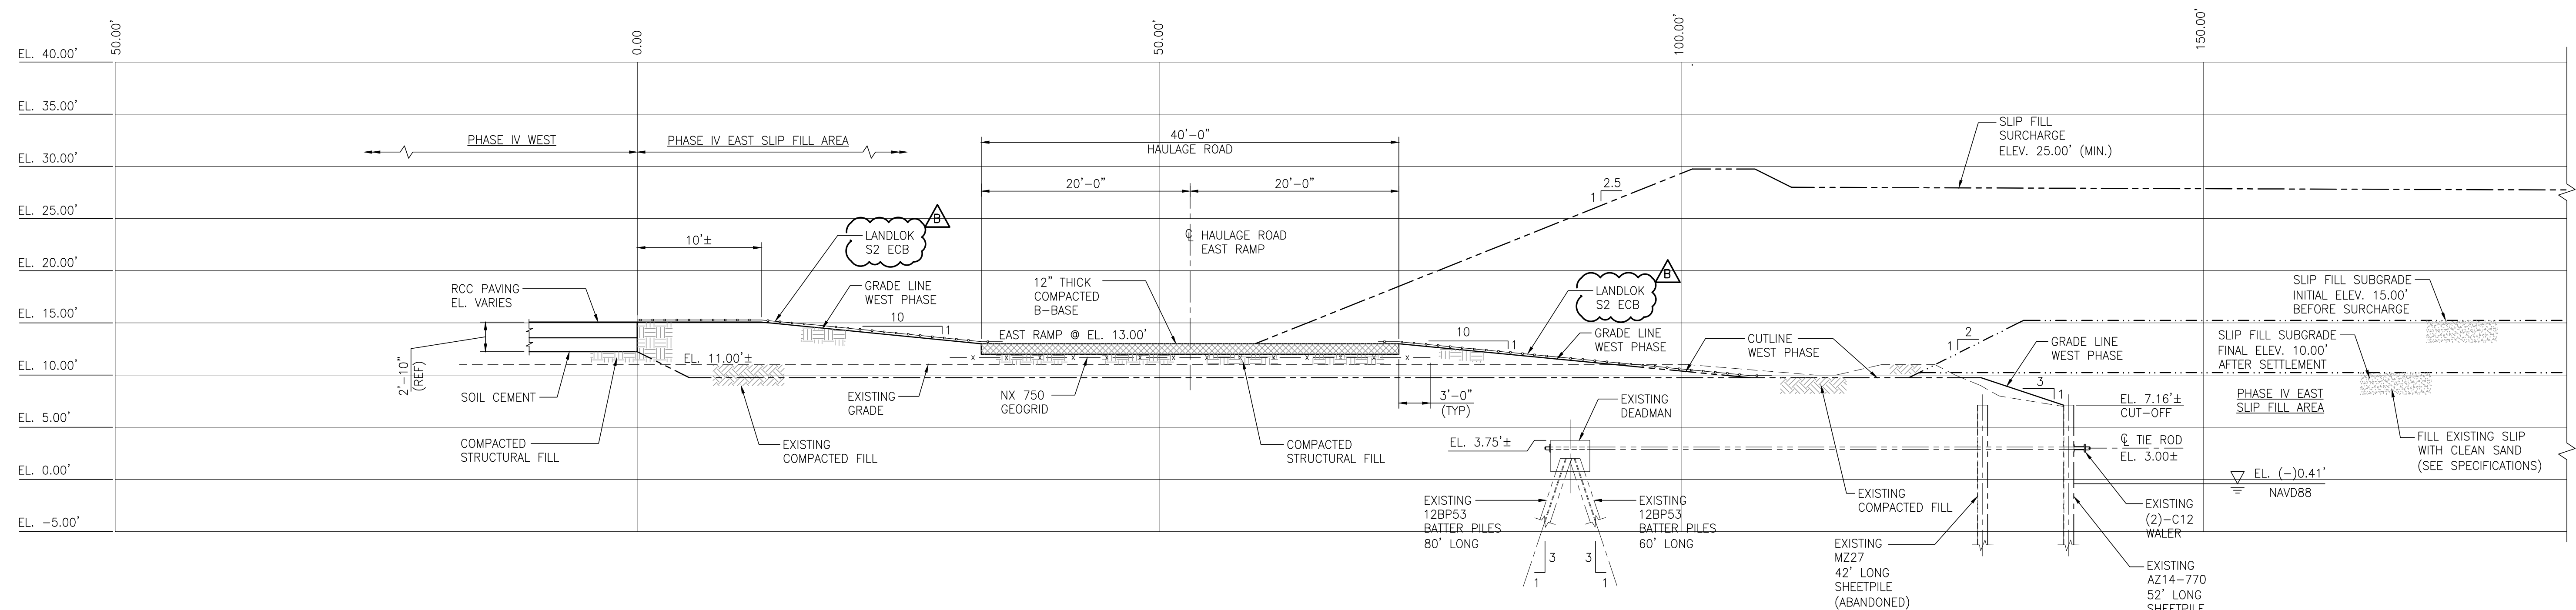 50.00'
0.00
50.00'
100.00'
150.00'
EL. 40.00'
EL. 35.00'
EL. 30.00'
EL. 25.00'
EL. 20.00'
EL. 15.00'
EL. 10.00'
EL. 5.00'
EL. 0.00'
EL. -5.00'
PHASE IV WEST
PHASE IV EAST SLIP FILL AREA
40'-0"
HAULAGE ROAD
20'-0"
20'-0"
SLIP FILL
SURCHARGE
ELEV. 25.00' (MIN.)
2.5
1
10'±
LANDLOK
S2 ECB
B
HAULAGE ROAD
EAST RAMP
RCC PAVING
EL. VARIES
GRADE LINE
WEST PHASE
12" THICK
COMPACTED
B-BASE
LANDLOK
S2 ECB
B
SLIP FILL SUBGRADE
INITIAL ELEV. 15.00'
BEFORE SURCHARGE
10
1
EAST RAMP @ EL. 13.00'
10
1
GRADE LINE
WEST PHASE
CUTLINE
WEST PHASE
2
1
GRADE LINE
WEST PHASE
SLIP FILL SUBGRADE
FINAL ELEV. 10.00'
AFTER SETTLEMENT
2'-10"
(REF)
EL. 11.00'±
x x x x x x x x x x x x x
SOIL CEMENT
EXISTING
GRADE
NX 750
GEOGRID
3'-0"
(TYP)
EXISTING
DEADMAN
3
1
EL. 7.16'±
CUT-OFF
PHASE IV EAST
SLIP FILL AREA
COMPACTED
STRUCTURAL FILL
EXISTING
COMPACTED FILL
COMPACTED
STRUCTURAL FILL
EL. 3.75'±
TIE ROD
EL. 3.00±
FILL EXISTING SLIP
WITH CLEAN SAND
(SEE SPECIFICATIONS)
EL. (-)0.41'
NAVD88
EXISTING
12BP53
BATTER PILES
80' LONG
EXISTING
12BP53
BATTER PILES
60' LONG
3
1
3
1
EXISTING
COMPACTED FILL
EXISTING
(2)-C12
WALER
EXISTING
MZ27
42' LONG
SHEETPILE
(ABANDONED)
EXISTING
AZ14-770
52' LONG
SHEETPILE